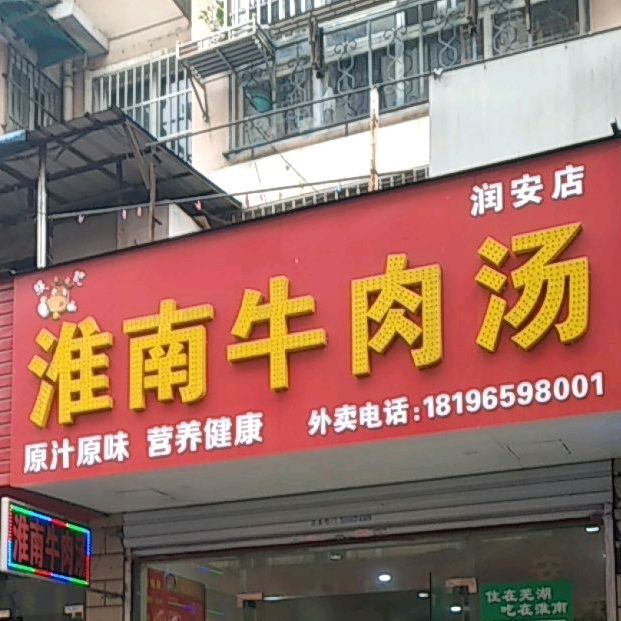 润安店
淮南牛肉汤
原汁原味 营养健康 外卖电话:18196598001
淮南牛肉汤
住在芜湖
吃在淮南